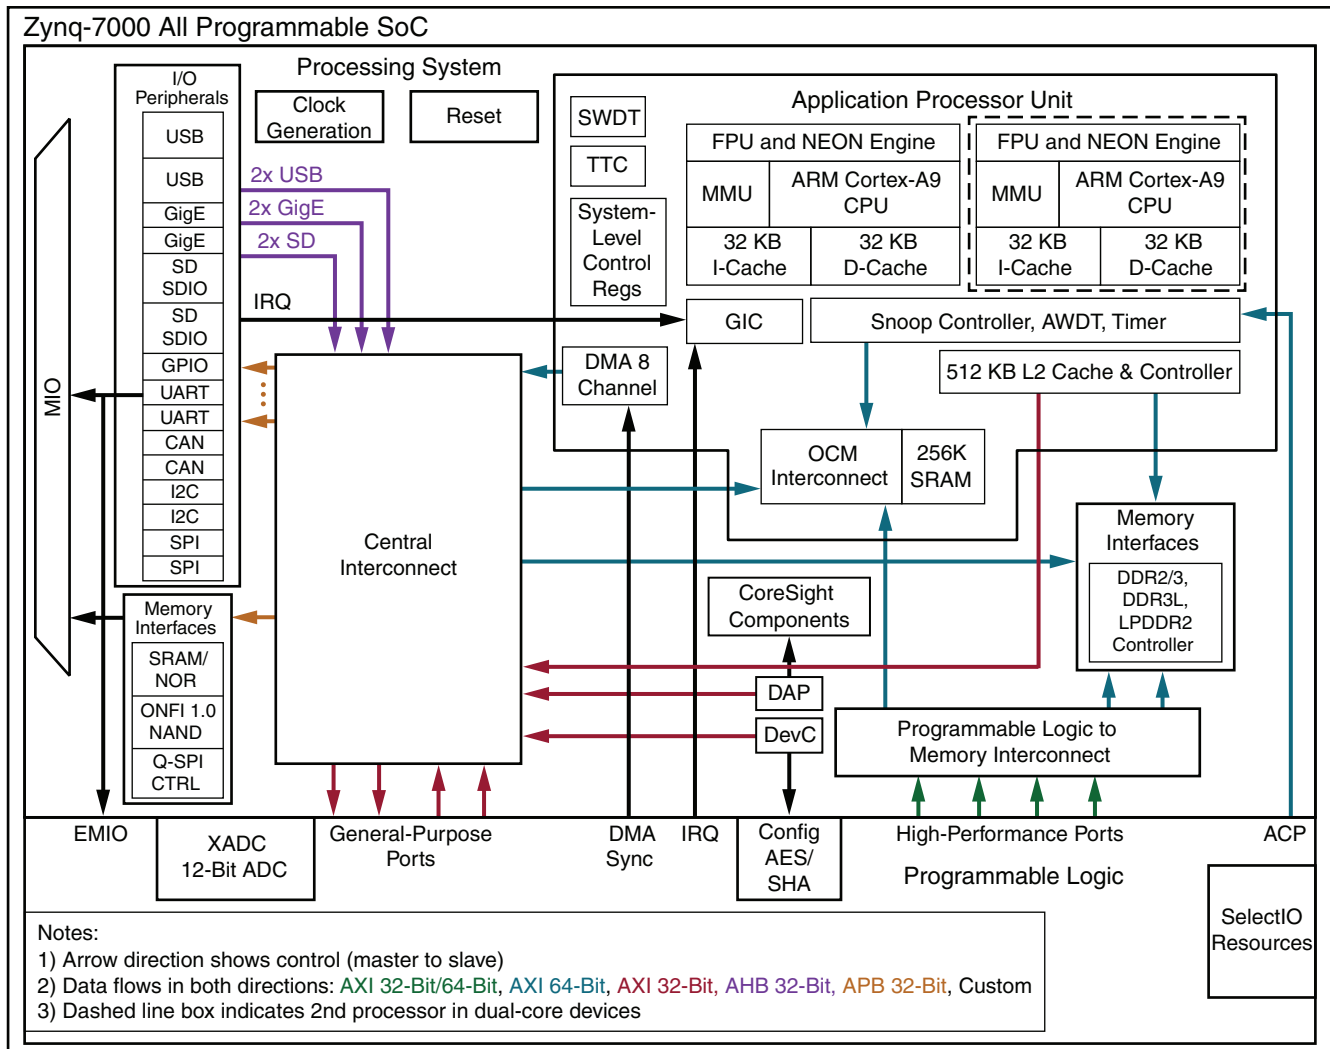 Zynq-7000 All Programmable SoC
Processing System
I/O
Peripherals
USB
USB
GigE
GigE
SD
SDIO
SD
SDIO
GPIO
UART
UART
CAN
CAN
I2C
I2C
SPI
SPI
MIO
Clock
Generation
Reset
2x USB
2x GigE
2x SD
IRQ
Application Processor Unit
SWDT
TTC
System-
Level
Control
Regs
FPU and NEON Engine
MMU
ARM Cortex-A9
CPU
32 KB
I-Cache
32 KB
D-Cache
FPU and NEON Engine
MMU
ARM Cortex-A9
CPU
32 KB
I-Cache
32 KB
D-Cache
GIC
Snoop Controller, AWDT, Timer
DMA 8
Channel
512 KB L2 Cache & Controller
OCM
Interconnect
256K
SRAM
Central
Interconnect
Memory
Interfaces
DDR2/3,
DDR3L,
LPDDR2
Controller
CoreSight
Components
DAP
DevC
Programmable Logic to
Memory Interconnect
Memory
Interfaces
SRAM/
NOR
ONFI 1.0
NAND
Q-SPI
CTRL
EMIO
XADC
12-Bit ADC
General-Purpose
Ports
DMA
Sync
IRQ
Config
AES/
SHA
High-Performance Ports
ACP
Programmable Logic
SelectIO
Resources
Notes:
1) Arrow direction shows control (master to slave)
2) Data flows in both directions: AXI 32-Bit/64-Bit, AXI 64-Bit, AXI 32-Bit, AHB 32-Bit, APB 32-Bit, Custom
3) Dashed line box indicates 2nd processor in dual-core devices